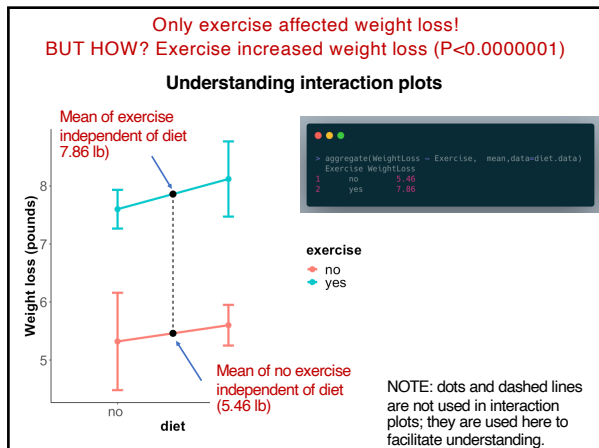 Only exercise affected weight loss!
BUT HOW? Exercise increased weight loss (P<0.0000001)
Understanding interaction plots
Mean of exercise
independent of diet
7.86 lb)
> aggregate(WeightLoss ~ Exercise, mean,data=diet.data)
Exercise WeightLoss
1 no 5.46
2 yes 7.86
Weight loss (pounds)
8
7
6
5
exercise
no
yes
Mean of no exercise
independent of diet
(5.46 lb)
no
diet
NOTE: dots and dashed lines
are not used in interaction
plots; they are used here to
facilitate understanding.